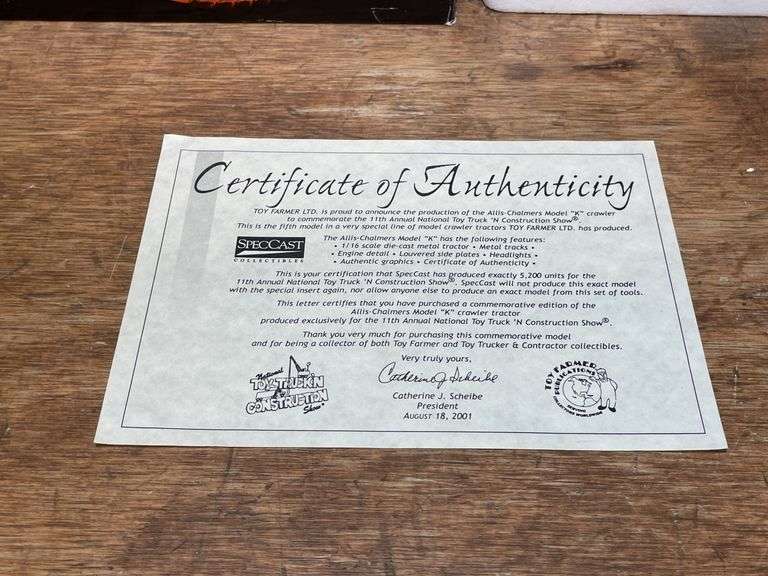 Certificate of Authenticity
TOY FARMER LTD. is proud to announce the production of the Allis-Chalmers Model "K" crawler
to commemorate the 11th Annual National Toy Truck 'N Construction Show®.
This is the fifth model in a very special line of model crawler tractors TOY FARMER LTD. has produced.
SPECCAST
COLLECTIBLES
The Allis-Chalmers Model "K" has the following features:
• 1/16 scale die-cast metal tractor • Metal tracks •
• Engine detail • Louvered side plates • Headlights •
• Authentic graphics • Certificate of Authenticity •
This is your certification that SpecCast has produced exactly 5,200 units for the
11th Annual National Toy Truck 'N Construction Show®. SpecCast will not produce this exact model
with the special insert again, nor allow anyone else to produce an exact model from this set of tools.
This letter certifies that you have purchased a commemorative edition of the
Allis-Chalmers Model "K" crawler tractor
produced exclusively for the 11th Annual National Toy Truck 'N Construction Show®.
Thank you very much for purchasing this commemorative model
and for being a collector of both Toy Farmer and Toy Trucker & Contractor collectibles.
Very truly yours,
Catherine J Scheibe
Catherine J. Scheibe
President
AUGUST 18, 2001
National
TOY TRUCK'N
CONSTRUCTION
Show®
TOY FARMER
PUBLICATIONS
SERVING
COLLECTORS WORLDWIDE